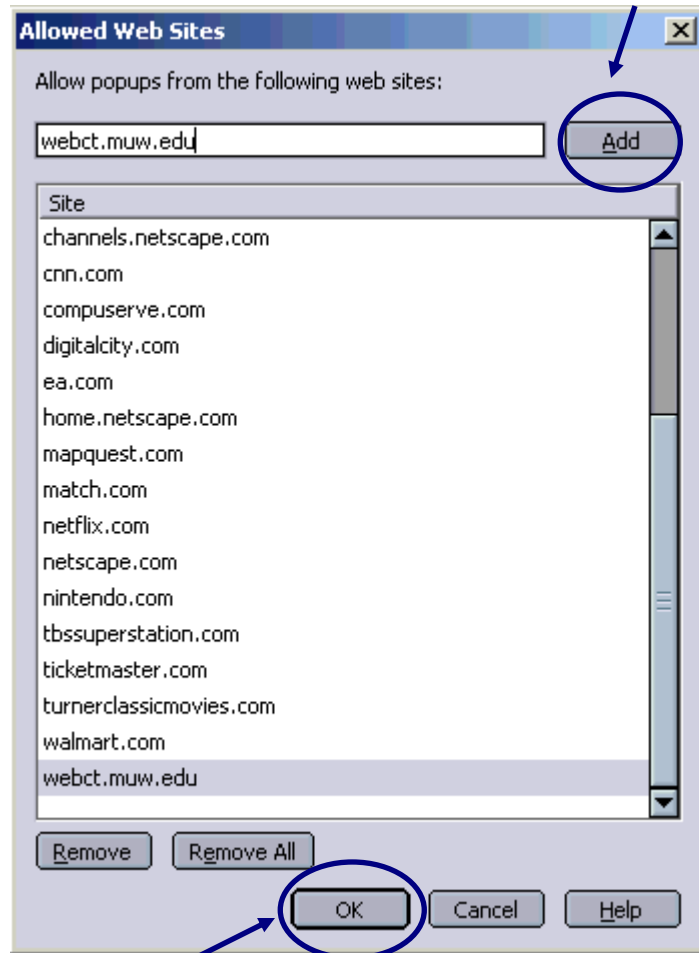 Allowed Web Sites
Allow popups from the following web sites:
webct.muw.edu
Add
Site
channels.netscape.com
cnn.com
compuserve.com
digitalcity.com
ea.com
home.netscape.com
mapquest.com
match.com
netflix.com
netscape.com
nintendo.com
tbssuperstation.com
ticketmaster.com
turnerclassicmovies.com
walmart.com
webct.muw.edu
Remove Remove All
OK Cancel Help